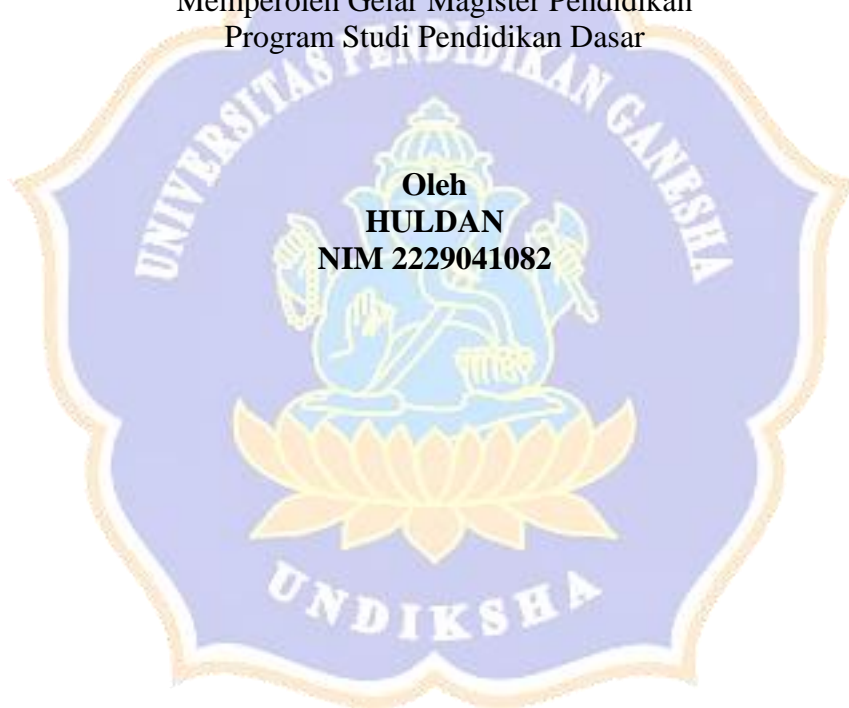 Memperoleh Gelar Magister Pendidikan
Program Studi Pendidikan Dasar
UNIVERSITAS PENDIDIKAN GANESHA
Oleh
HULDAN
NIM 2229041082
UNDIKSHA